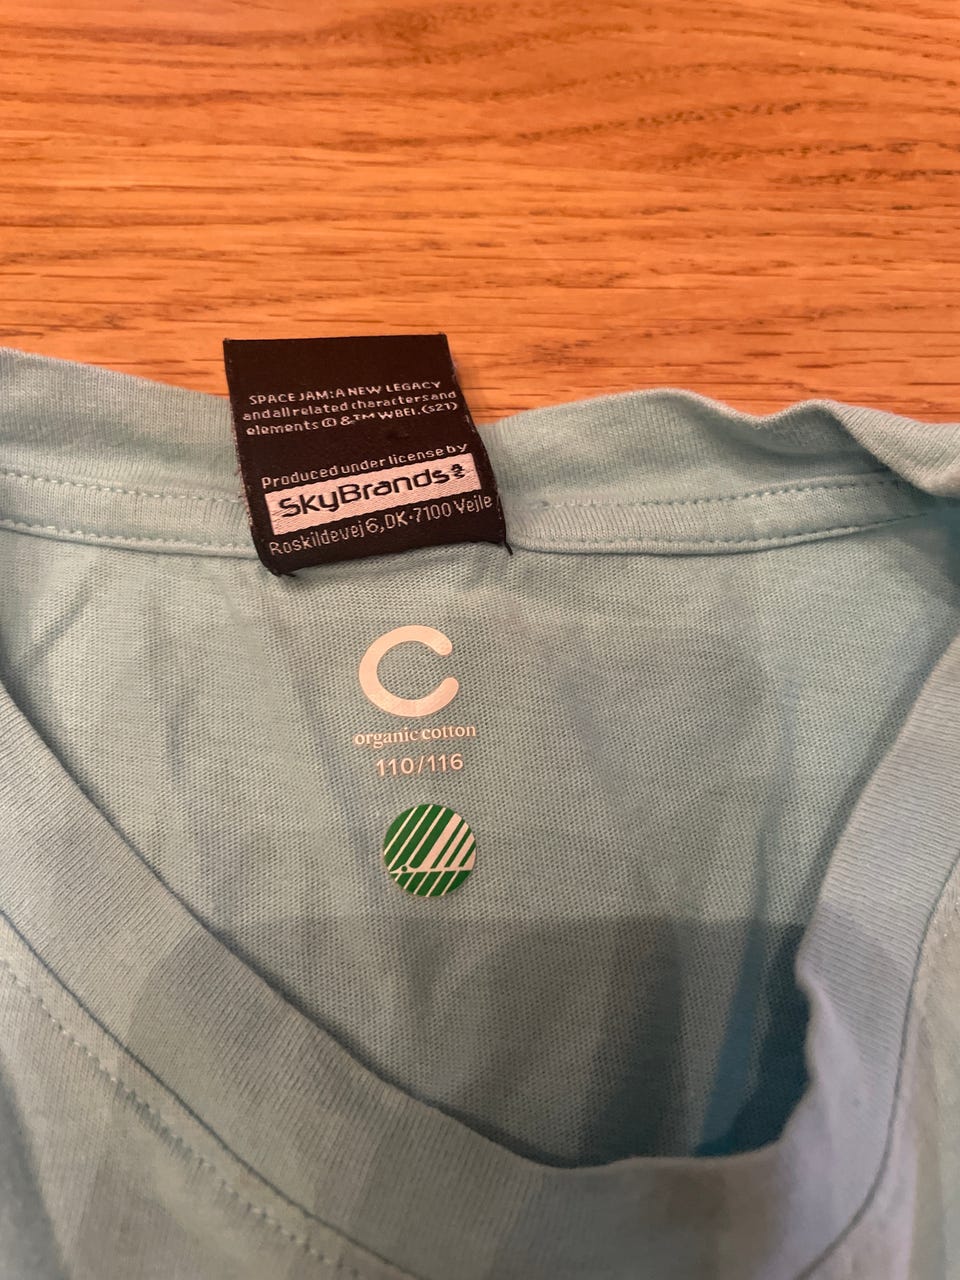 SPACE JAM: A NEW LEGACY
and all related characters and
elements © & ™ WBEI. (s21)
Produced under license by
SkyBrands
Roskildevej 6, DK-7100 Vejle
C
organic cotton
110/116